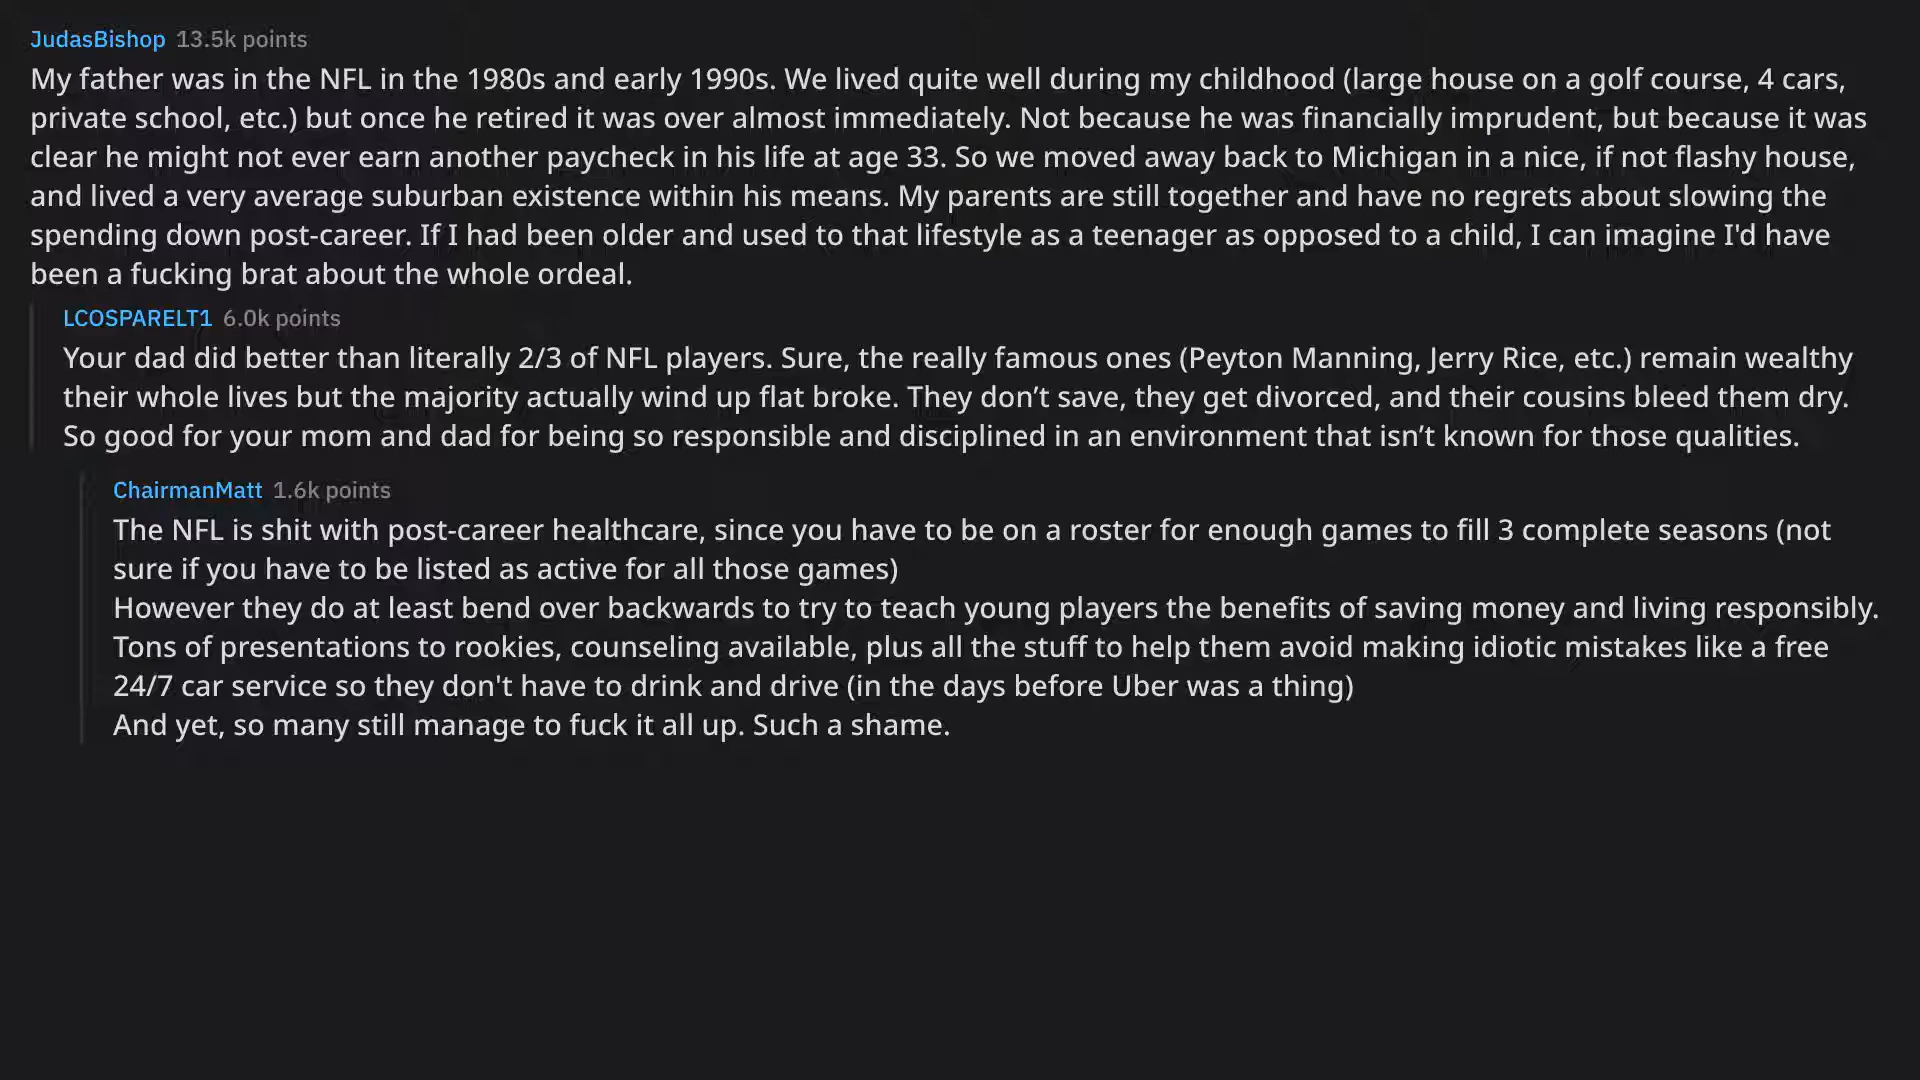 JudasBishop 13.5k points
My father was in the NFL in the 1980s and early 1990s. We lived quite well during my childhood (large house on a golf course, 4 cars,
private school, etc.) but once he retired it was over almost immediately. Not because he was financially imprudent, but because it was
clear he might not ever earn another paycheck in his life at age 33. So we moved away back to Michigan in a nice, if not flashy house,
and lived a very average suburban existence within his means. My parents are still together and have no regrets about slowing the
spending down post-career. If I had been older and used to that lifestyle as a teenager as opposed to a child, I can imagine I'd have
been a fucking brat about the whole ordeal.
LCOSPARELT1 6.0k points
Your dad did better than literally 2/3 of NFL players. Sure, the really famous ones (Peyton Manning, Jerry Rice, etc.) remain wealthy
their whole lives but the majority actually wind up flat broke. They don’t save, they get divorced, and their cousins bleed them dry.
So good for your mom and dad for being so responsible and disciplined in an environment that isn’t known for those qualities.
ChairmanMatt 1.6k points
The NFL is shit with post-career healthcare, since you have to be on a roster for enough games to fill 3 complete seasons (not
sure if you have to be listed as active for all those games)
However they do at least bend over backwards to try to teach young players the benefits of saving money and living responsibly.
Tons of presentations to rookies, counseling available, plus all the stuff to help them avoid making idiotic mistakes like a free
24/7 car service so they don't have to drink and drive (in the days before Uber was a thing)
And yet, so many still manage to fuck it all up. Such a shame.